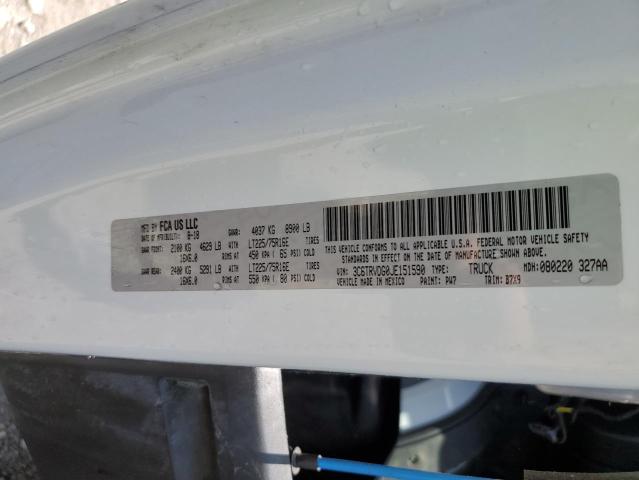 MFD BY FCA US LLC
DATE OF MFR(BUILT): 8-18 GVWR: 4037 KG 8900 LB
GAWR FRONT: 2100 KG 4629 LB WITH LT225/75R16E TIRES
16X6.0 RIMS AT 450 KPA ( 65 PSI) COLD
GAWR REAR: 2400 KG 5291 LB WITH LT225/75R16E TIRES
16X6.0 RIMS AT 550 KPA ( 80 PSI) COLD
THIS VEHICLE CONFORMS TO ALL APPLICABLE U.S.A. FEDERAL MOTOR VEHICLE SAFETY
STANDARDS IN EFFECT ON THE DATE OF MANUFACTURE SHOWN ABOVE.
VIN: 3C6TRVDG0JE151590 TYPE: TRUCK MDH: 080220 327AA
VEHICLE MADE IN MEXICO PAINT: PW7 TRIM: B7X9